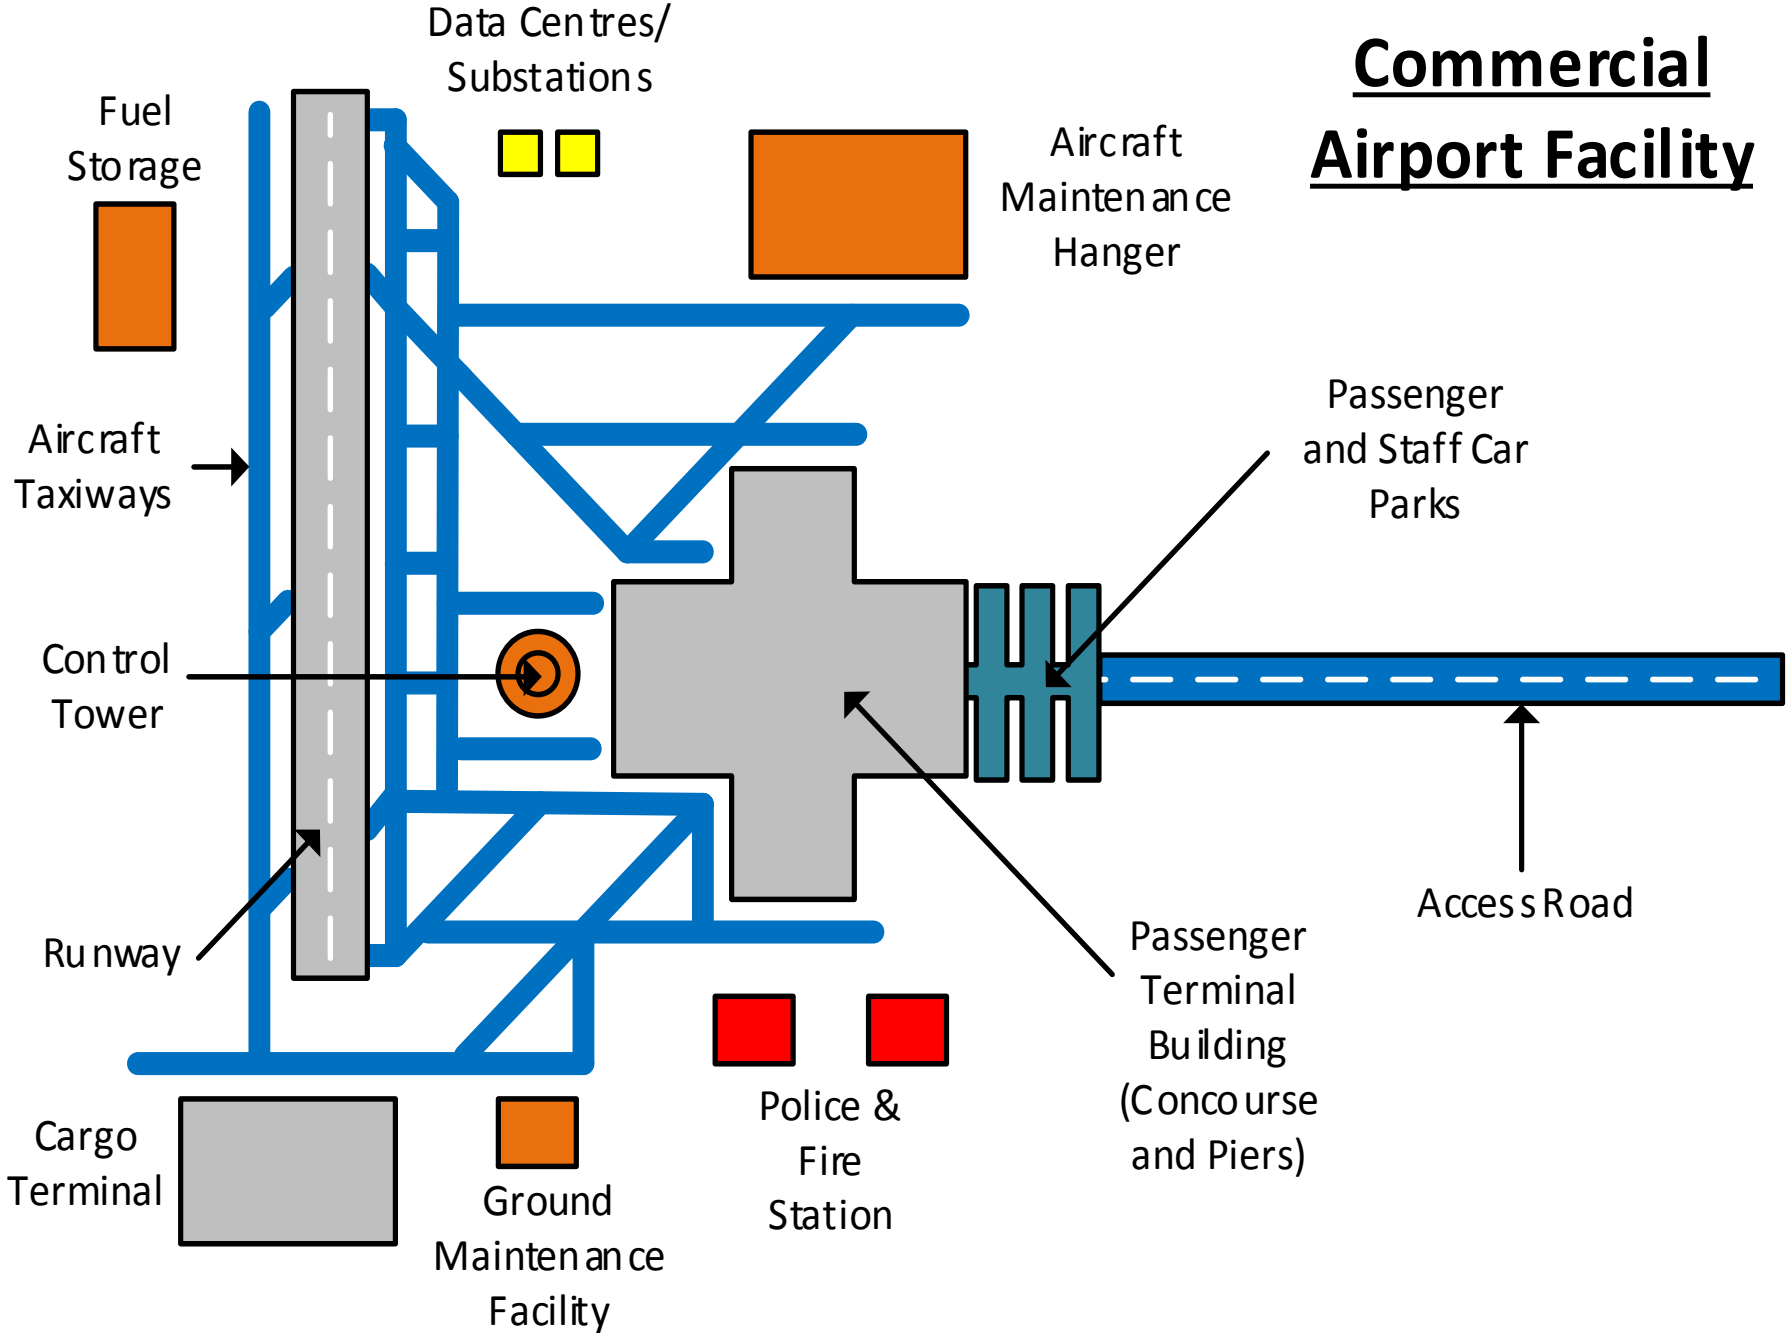 Commercial
Airport Facility
Data Centres/
Substations
Fuel
Storage
Aircraft
Maintenance
Hanger
Aircraft
Taxiways
Passenger
and Staff Car
Parks
Control
Tower
Runway
Access Road
Passenger
Terminal
Building
(Concourse
and Piers)
Cargo
Terminal
Ground
Maintenance
Facility
Police &
Fire
Station